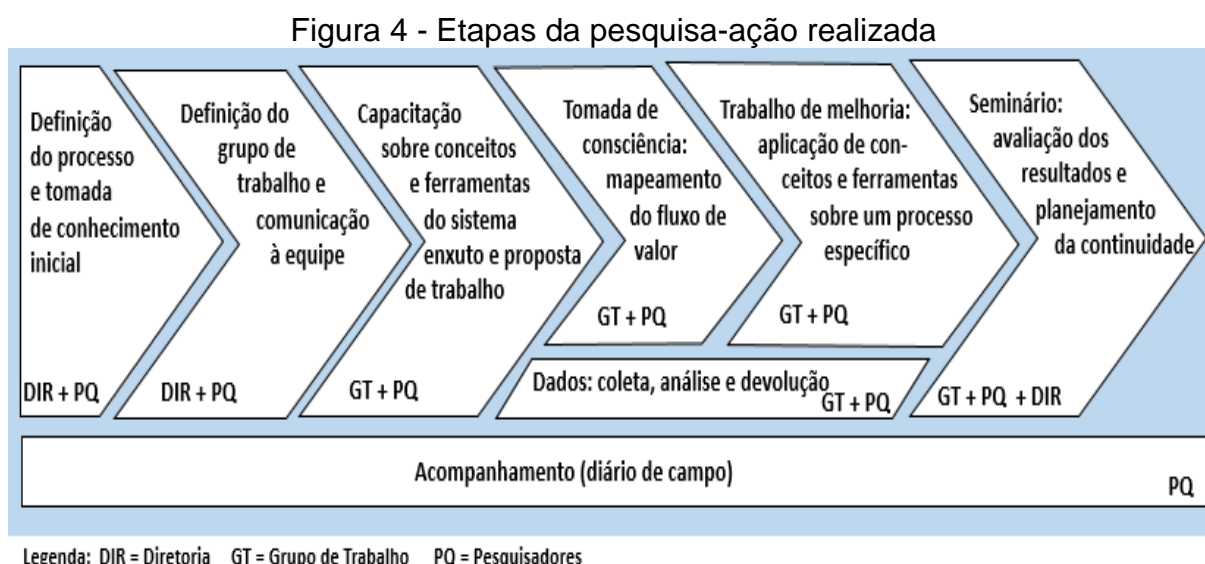 Figura 4 - Etapas da pesquisa-ação realizada
Definição
do processo
e tomada
de conhecimento
inicial
DIR + PQ
Definição do
grupo de
trabalho e
comunicação
à equipe
DIR + PQ
Capacitação
sobre conceitos
e ferramentas
do sistema
enxuto e proposta
de trabalho
GT + PQ
Tomada de
consciência:
mapeamento
do fluxo de
valor
GT + PQ
Trabalho de melhoria:
aplicação de con-
ceitos e ferramentas
sobre um processo
específico
GT + PQ
Dados: coleta, análise e devolução
GT + PQ
Seminário:
avaliação dos
resultados e
planejamento
da continuidade
GT + PQ + DIR
Acompanhamento (diário de campo)
PQ
Legenda: DIR = Diretoria GT = Grupo de Trabalho PQ = Pesquisadores